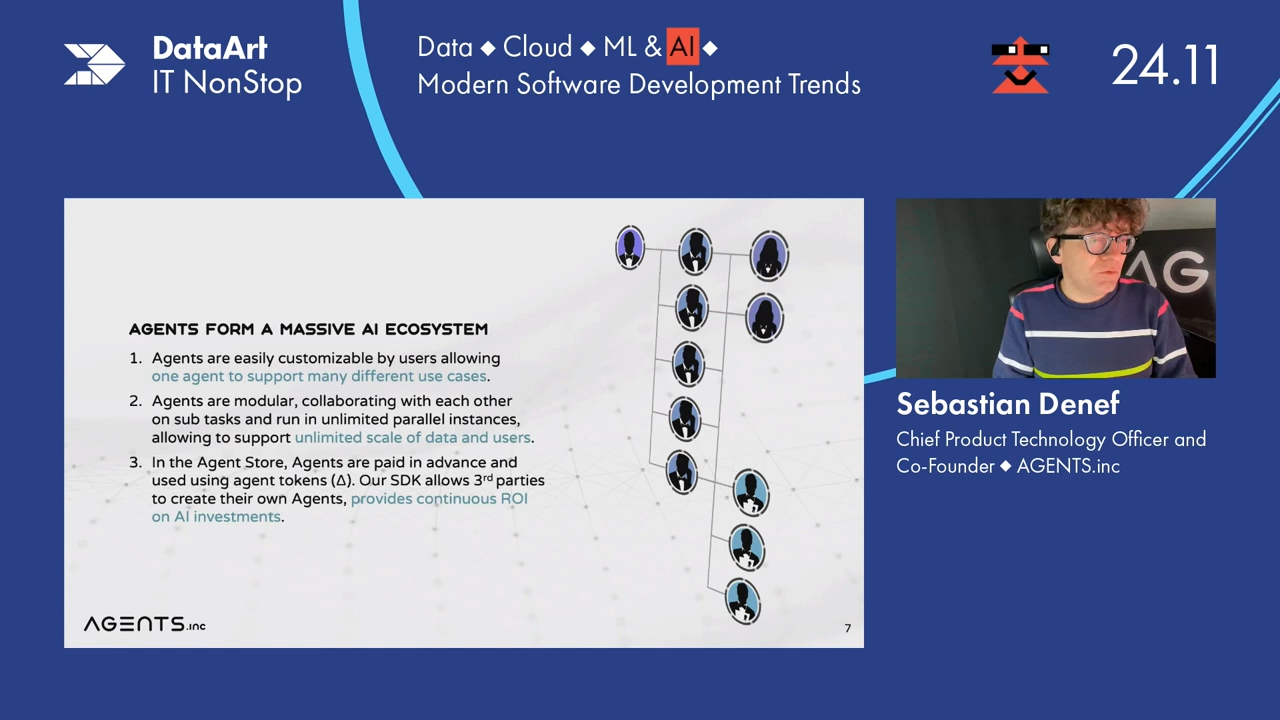 DataArt
IT NonStop
Data ◆ Cloud ◆ ML & AI ◆
Modern Software Development Trends
24.11
AGENTS FORM A MASSIVE AI ECOSYSTEM
1. Agents are easily customizable by users allowing
one agent to support many different use cases.
2. Agents are modular, collaborating with each other
on sub tasks and run in unlimited parallel instances,
allowing to support unlimited scale of data and users.
3. In the Agent Store, Agents are paid in advance and
used using agent tokens (Δ). Our SDK allows 3rd parties
to create their own Agents, provides continuous ROI
on AI investments.
AGENTS.inc
7
AG
Sebastian Denef
Chief Product Technology Officer and
Co-Founder ◆ AGENTS.inc